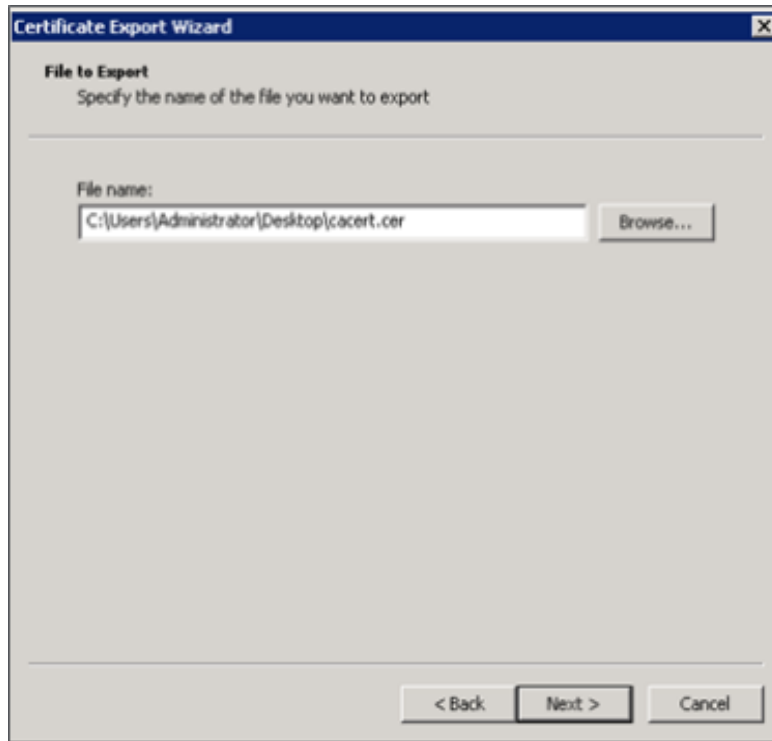 Certificate Export Wizard
File to Export
Specify the name of the file you want to export
File name:
C:\Users\Administrator\Desktop\cacert.cer
Browse...
< Back
Next >
Cancel